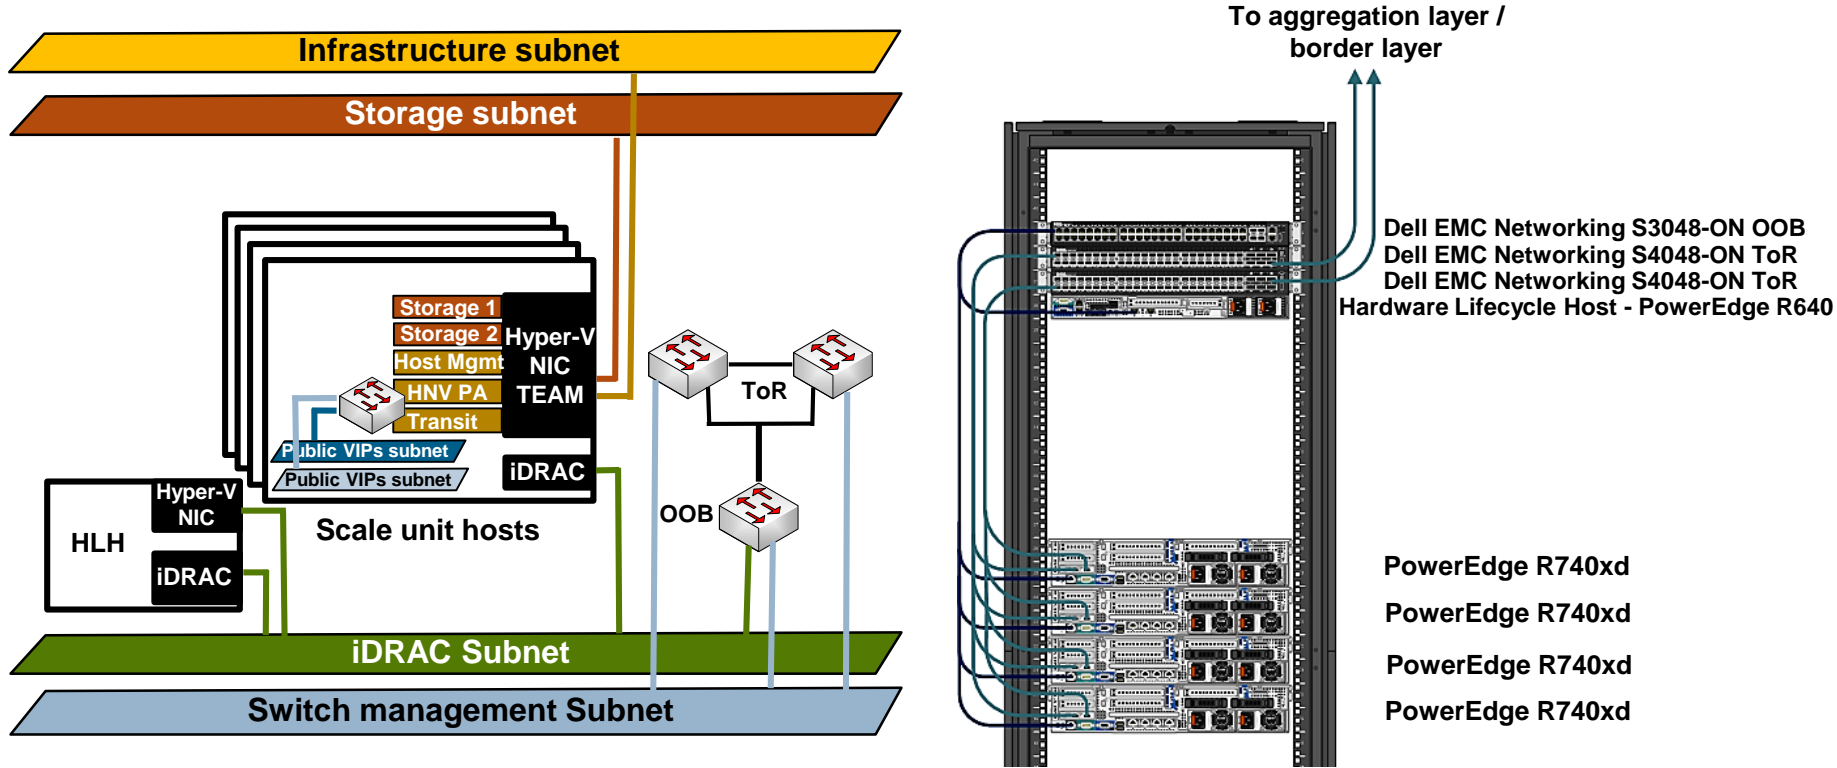 Infrastructure subnet
Storage subnet
Storage 1
Storage 2
Host Mgmt
HNV PA
Transit
Hyper-V
NIC
TEAM
Public VIPs subnet
Public VIPs subnet
iDRAC
Scale unit hosts
HLH
Hyper-V
NIC
iDRAC
ToR
OOB
iDRAC Subnet
Switch management Subnet
To aggregation layer /
border layer
Dell EMC Networking S3048-ON OOB
Dell EMC Networking S4048-ON ToR
Dell EMC Networking S4048-ON ToR
Hardware Lifecycle Host - PowerEdge R640
PowerEdge R740xd
PowerEdge R740xd
PowerEdge R740xd
PowerEdge R740xd